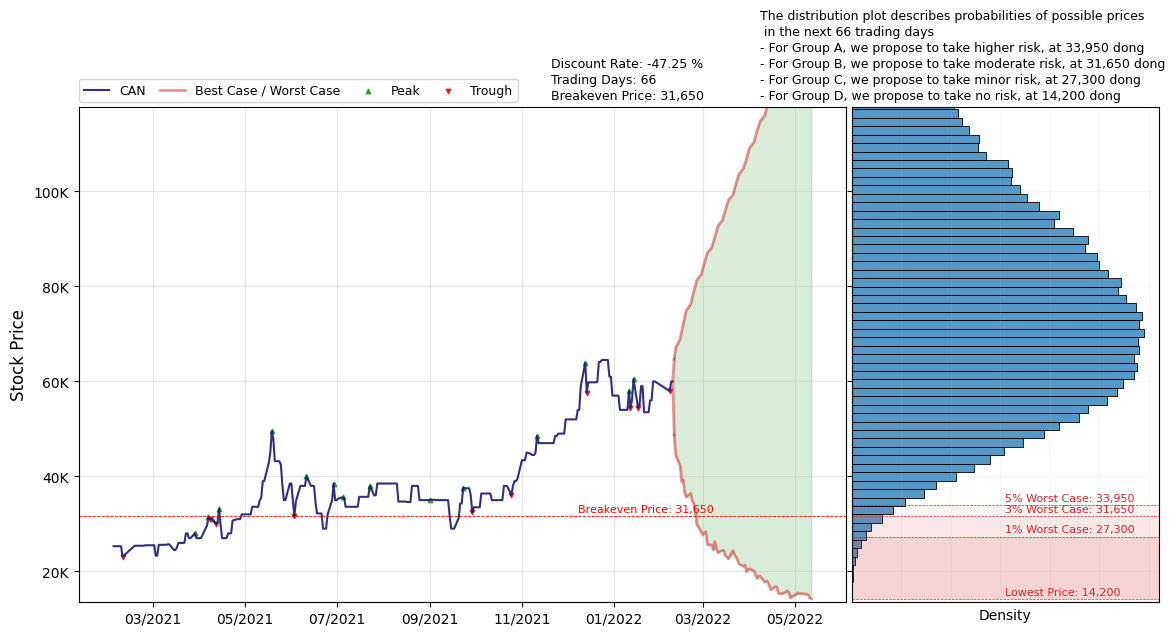 The distribution plot describes probabilities of possible prices
in the next 66 trading days
- For Group A, we propose to take higher risk, at 33,950 dong
- For Group B, we propose to take moderate risk, at 31,650 dong
- For Group C, we propose to take minor risk, at 27,300 dong
- For Group D, we propose to take no risk, at 14,200 dong
Discount Rate: -47.25 %
Trading Days: 66
Breakeven Price: 31,650
CAN
Best Case / Worst Case
Peak
Trough
Stock Price
100K
80K
60K
40K
20K
Breakeven Price: 31,650
5% Worst Case: 33,950
3% Worst Case: 31,650
1% Worst Case: 27,300
Lowest Price: 14,200
03/2021
05/2021
07/2021
09/2021
11/2021
01/2022
03/2022
05/2022
Density